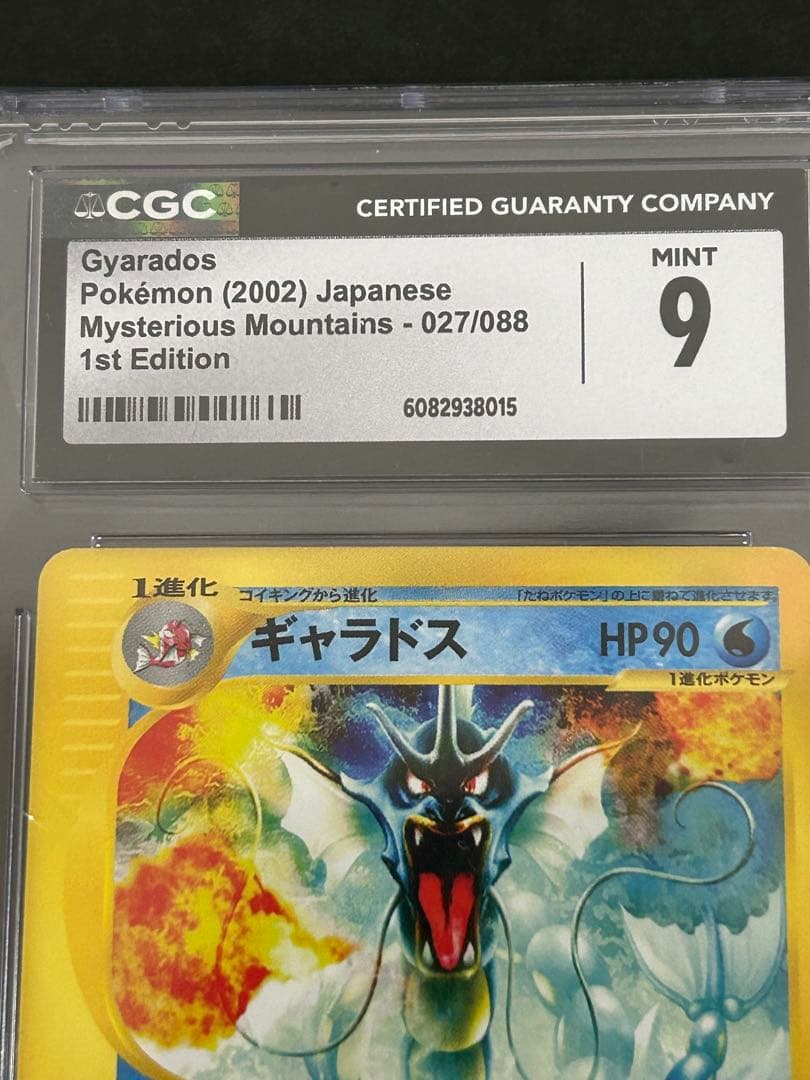 CGC
CERTIFIED GUARANTY COMPANY
Gyarados
Pokémon (2002) Japanese
Mysterious Mountains - 027/088
1st Edition
6082938015
MINT
9
1進化
コイキングから進化
「たねポケモン」の上に重ねて進化させます
ギャラドス
HP90
1進化ポケモン